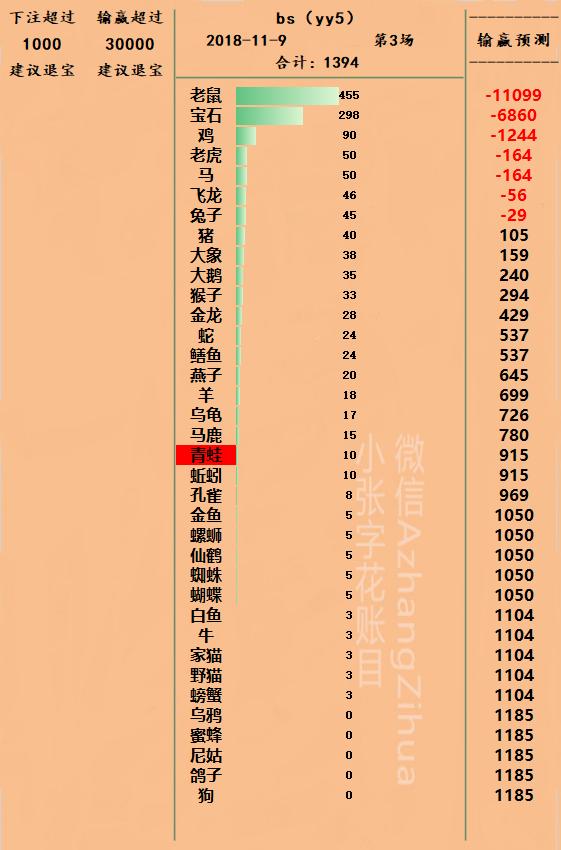 下注超过 输赢超过
1000 30000
建议退宝 建议退宝
bs（yy5）
2018-11-9 第3场
合计：1394
----------
输赢预测
----------
老鼠 455 -11099
宝石 298 -6860
鸡 90 -1244
老虎 50 -164
马 50 -164
飞龙 46 -56
兔子 45 -29
猪 40 105
大象 38 159
大鹅 35 240
猴子 33 294
金龙 28 429
蛇 24 537
鳝鱼 24 537
燕子 20 645
羊 18 699
乌龟 17 726
马鹿 15 780
青蛙 10 915
蚯蚓 10 915
孔雀 8 969
金鱼 5 1050
螺蛳 5 1050
仙鹤 5 1050
蜘蛛 5 1050
蝴蝶 5 1050
白鱼 3 1104
牛 3 1104
家猫 3 1104
野猫 3 1104
螃蟹 3 1104
乌鸦 0 1185
蜜蜂 0 1185
尼姑 0 1185
鸽子 0 1185
狗 0 1185
微信AzhangZihua
小张字花账目